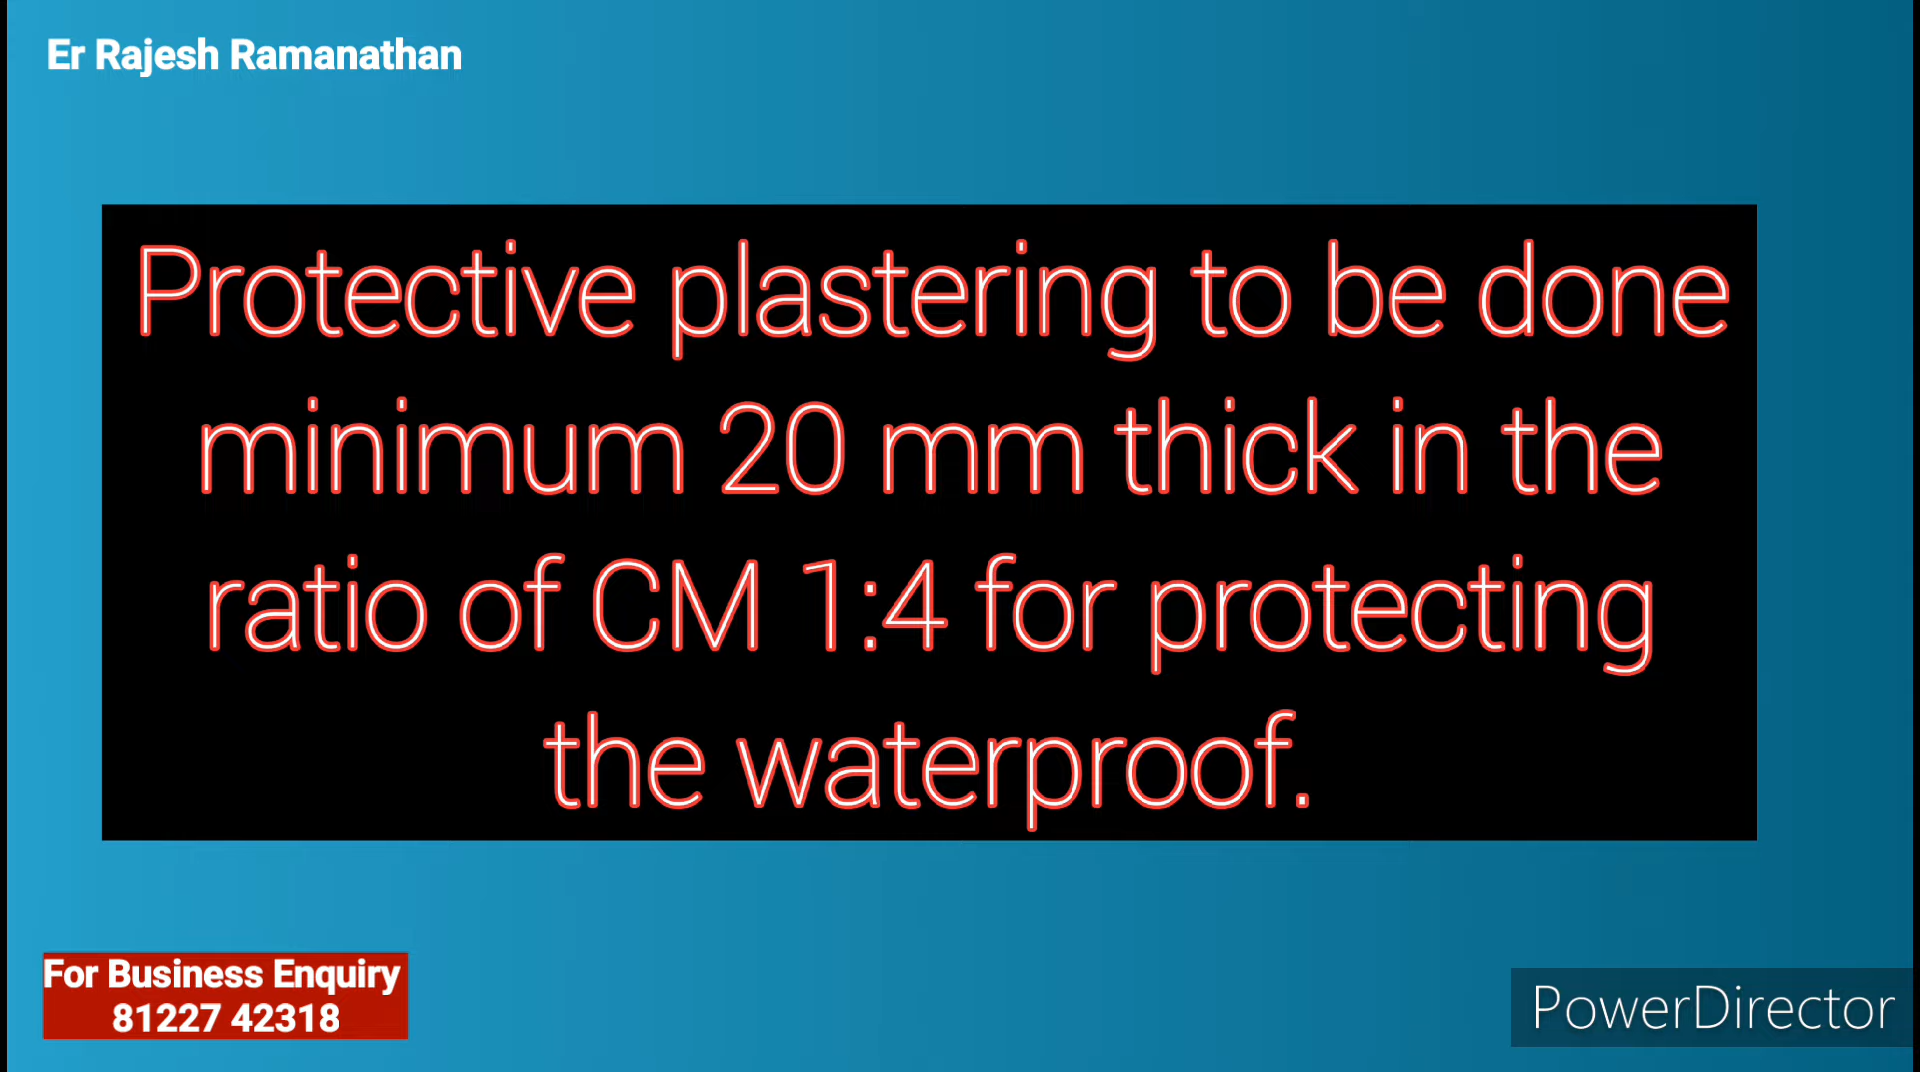 Er Rajesh Ramanathan
Protective plastering to be done
minimum 20 mm thick in the
ratio of CM 1:4 for protecting
the waterproof.
For Business Enquiry
81227 42318
PowerDirector